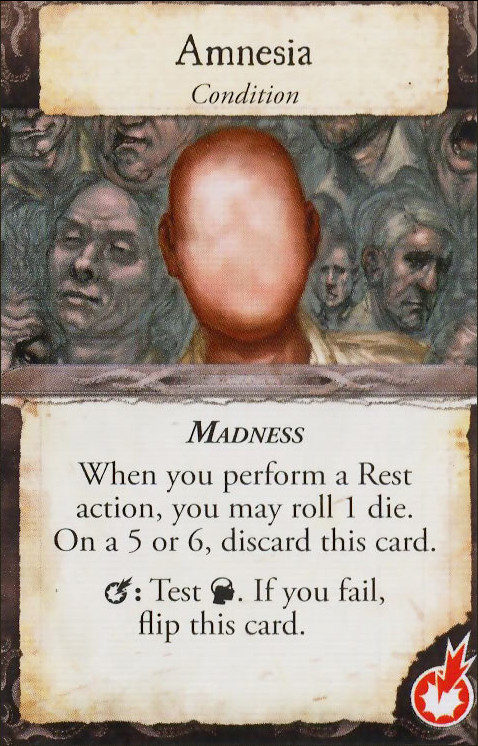 Amnesia
Condition
MADNESS
When you perform a Rest
action, you may roll 1 die.
On a 5 or 6, discard this card.
: Test . If you fail,
flip this card.